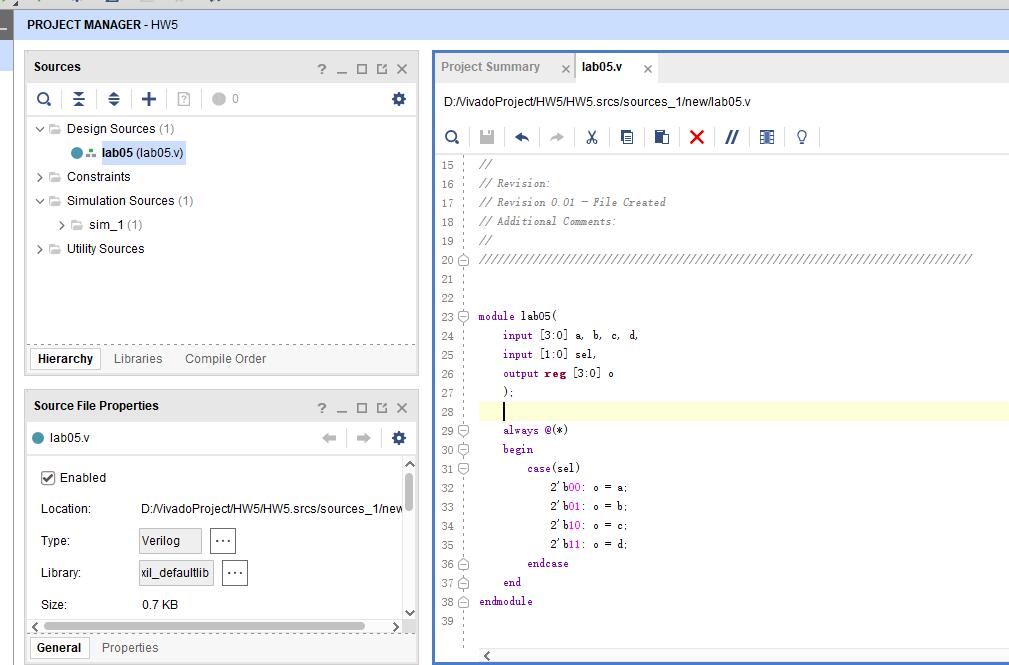 PROJECT MANAGER - HW5
Sources
? _
0
Design Sources (1)
lab05 (lab05.v)
Constraints
Simulation Sources (1)
sim_1 (1)
Utility Sources
Hierarchy Libraries Compile Order
Source File Properties
? _
lab05.v
Enabled
Location: D:/VivadoProject/HW5/HW5.srcs/sources_1/new
Type: Verilog ...
Library: xil_defaultlib ...
Size: 0.7 KB
General Properties
Project Summary × lab05.v ×
D:/VivadoProject/HW5/HW5.srcs/sources_1/new/lab05.v
15 //
16 // Revision:
17 // Revision 0.01 - File Created
18 // Additional Comments:
19 //
20 //////////////////////////////////////////////////////////////////////////////////
21
22
23 module lab05(
24 input [3:0] a, b, c, d,
25 input [1:0] sel,
26 output reg [3:0] o
27 );
28
29 always @(*)
30 begin
31 case(sel)
32 2'b00: o = a;
33 2'b01: o = b;
34 2'b10: o = c;
35 2'b11: o = d;
36 endcase
37 end
38 endmodule
39